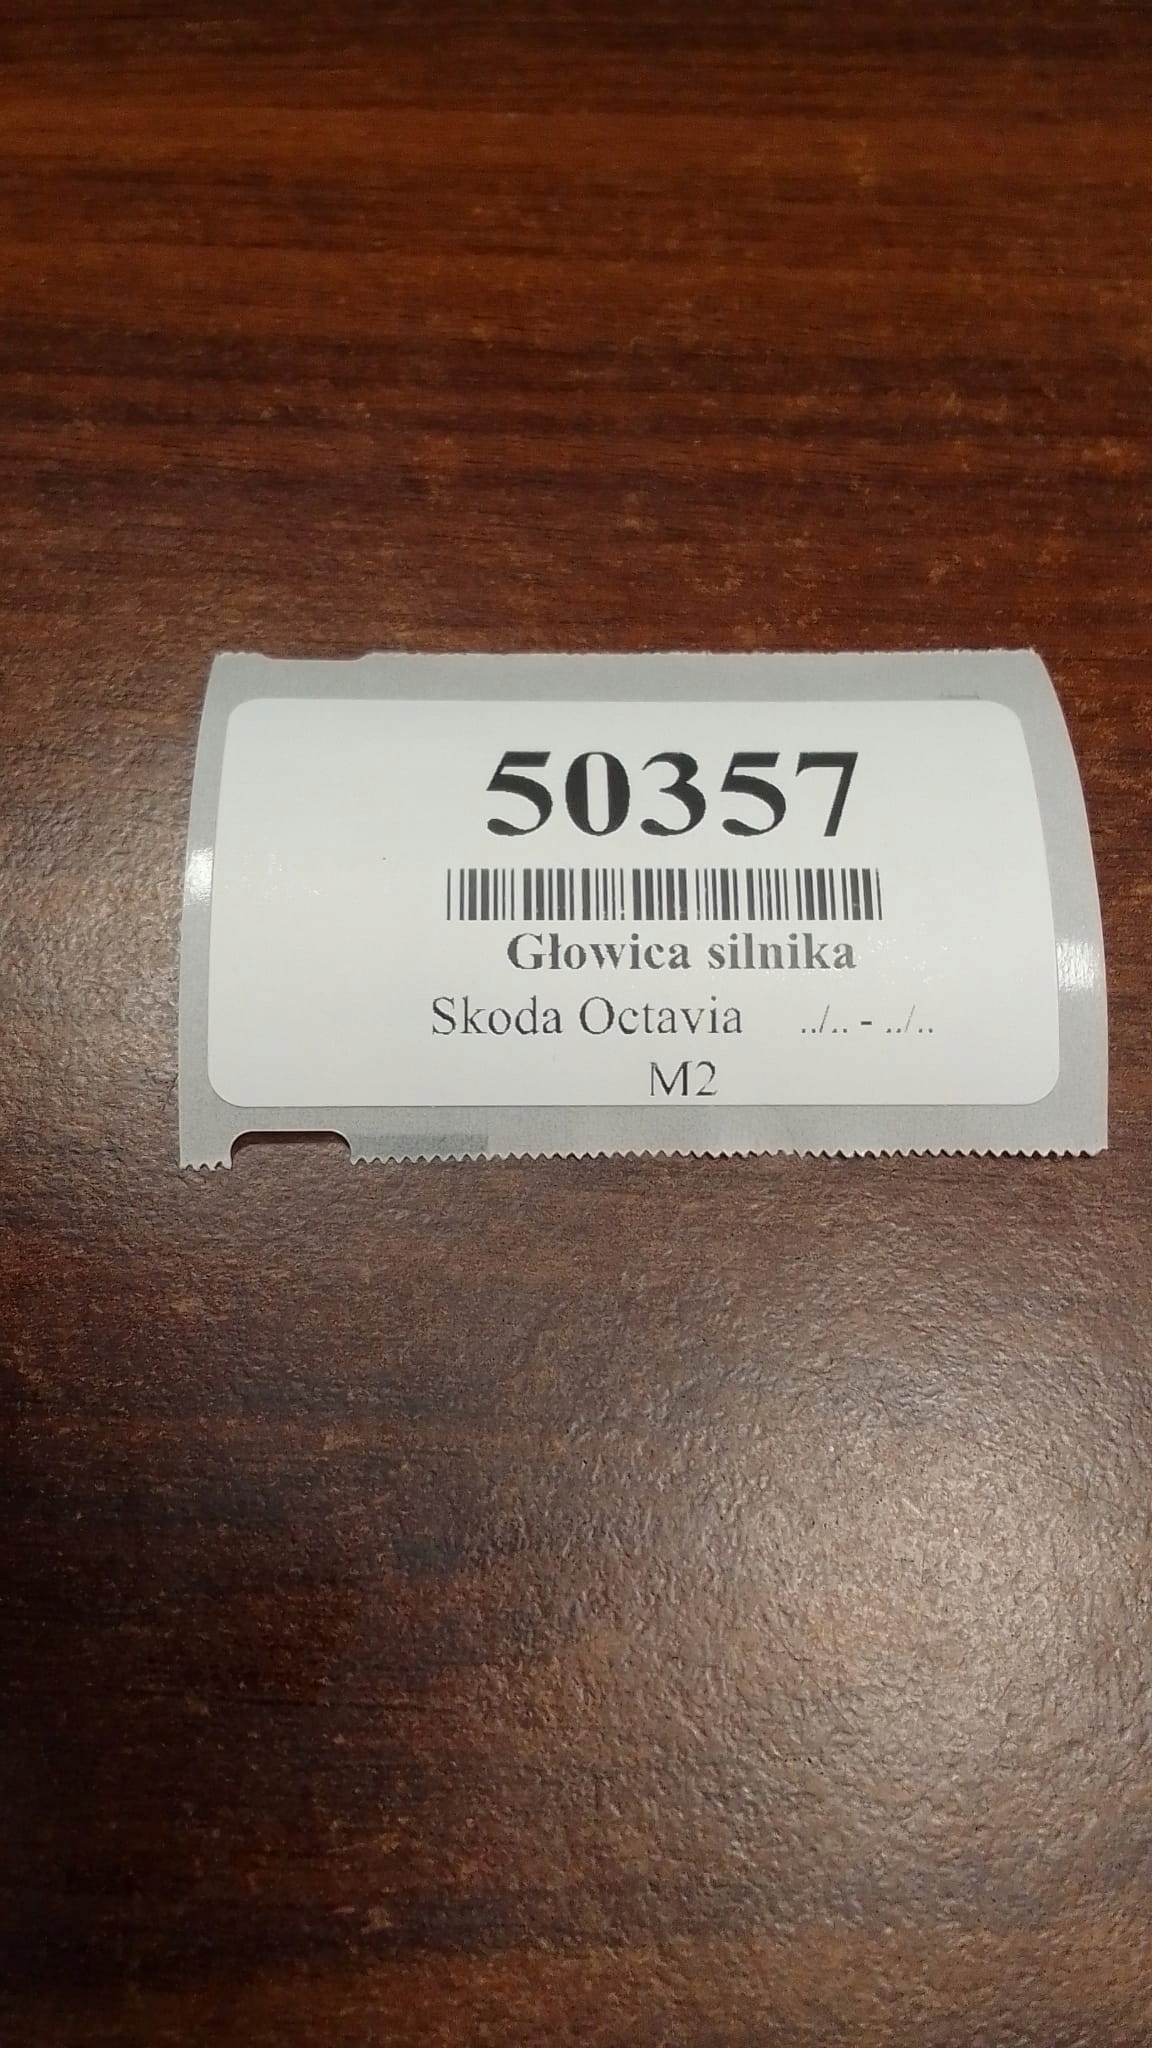 50357
Głowica silnika
Skoda Octavia ../.. - ../..
M2